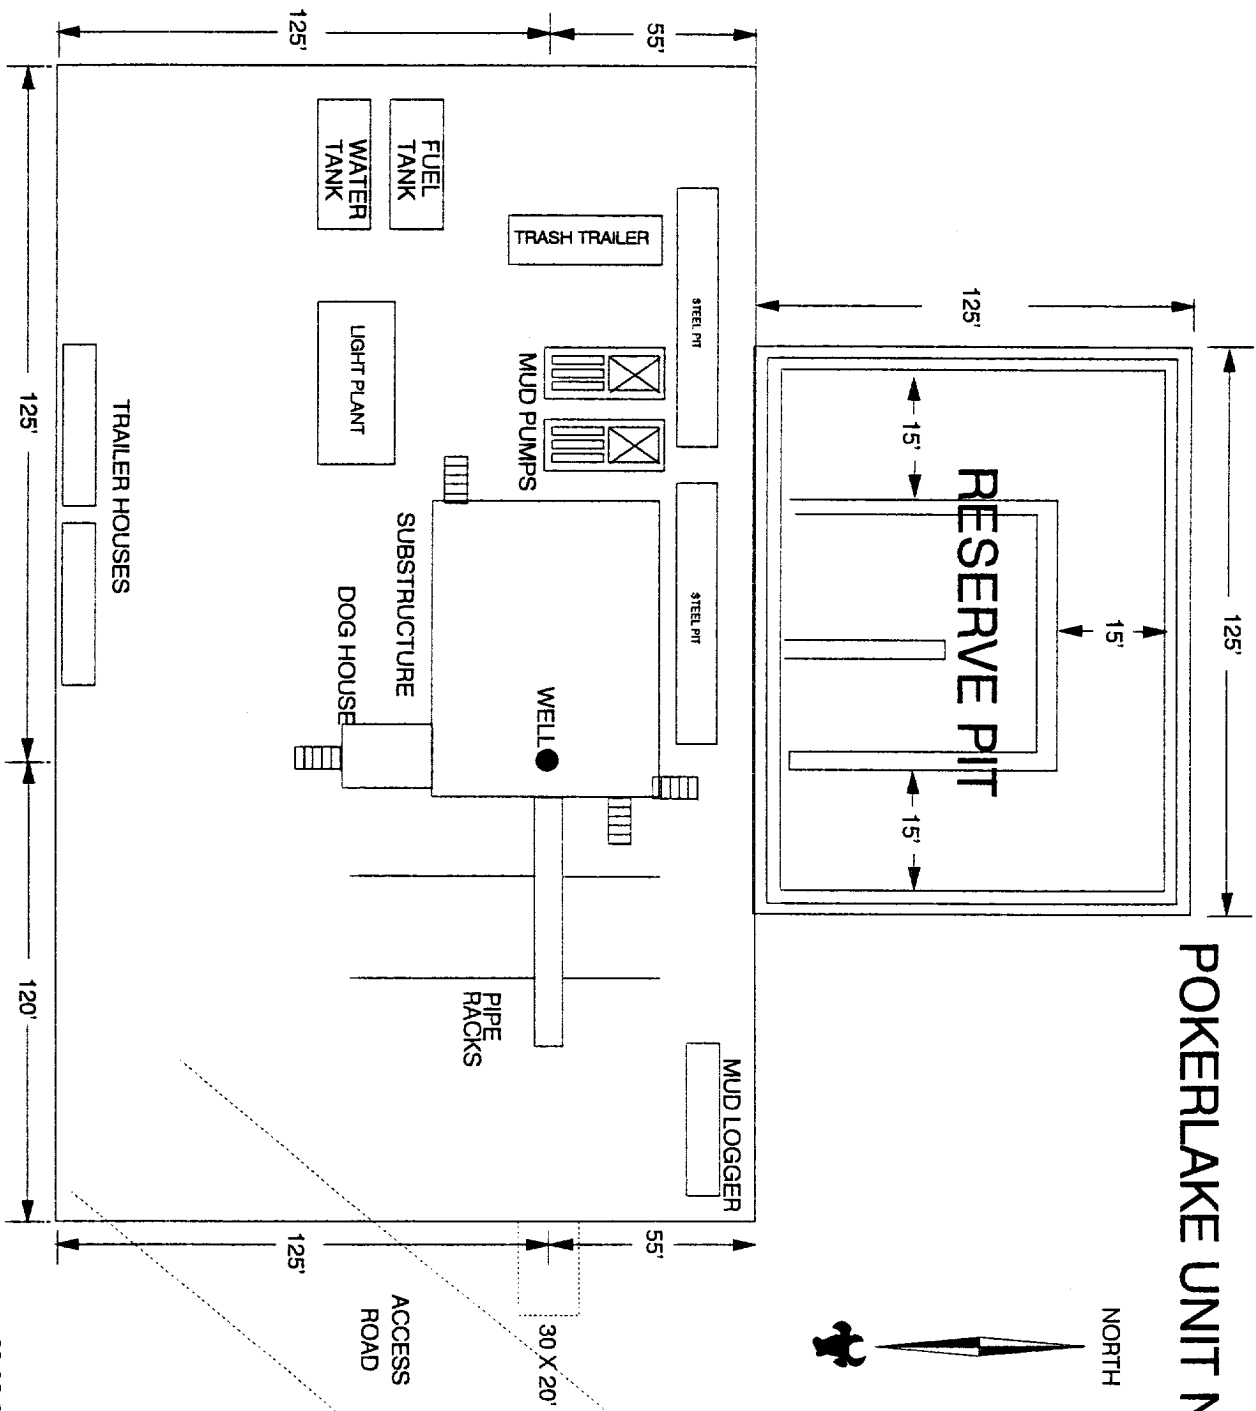 POKERLAKE UNIT N
NORTH
125'
125'
RESERVE PIT
15'
15'
15'
55'
125'
STEEL PIT
STEEL PIT
TRASH TRAILER
MUD PUMPS
FUEL
TANK
WATER
TANK
LIGHT PLANT
SUBSTRUCTURE
DOG HOUSE
WELL
PIPE
RACKS
MUD LOGGER
TRAILER HOUSES
55'
125'
30 X 20'
ACCESS
ROAD
125'
120'